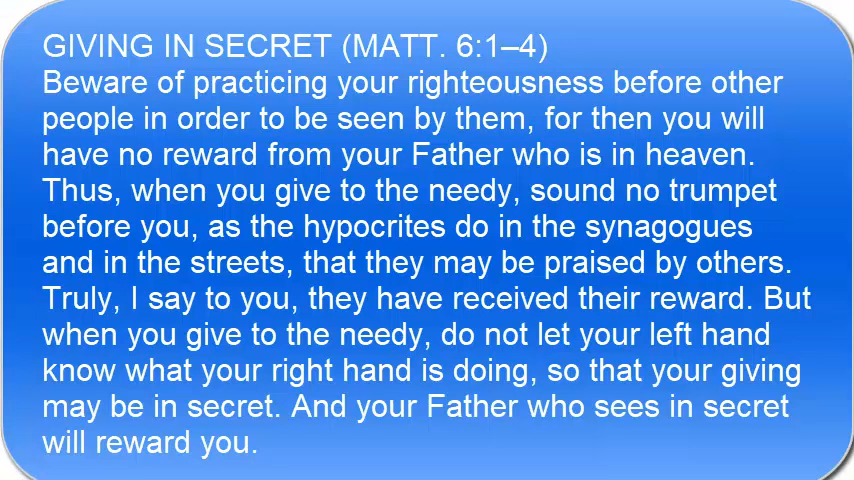 GIVING IN SECRET (MATT. 6:1–4)
Beware of practicing your righteousness before other
people in order to be seen by them, for then you will
have no reward from your Father who is in heaven.
Thus, when you give to the needy, sound no trumpet
before you, as the hypocrites do in the synagogues
and in the streets, that they may be praised by others.
Truly, I say to you, they have received their reward. But
when you give to the needy, do not let your left hand
know what your right hand is doing, so that your giving
may be in secret. And your Father who sees in secret
will reward you.